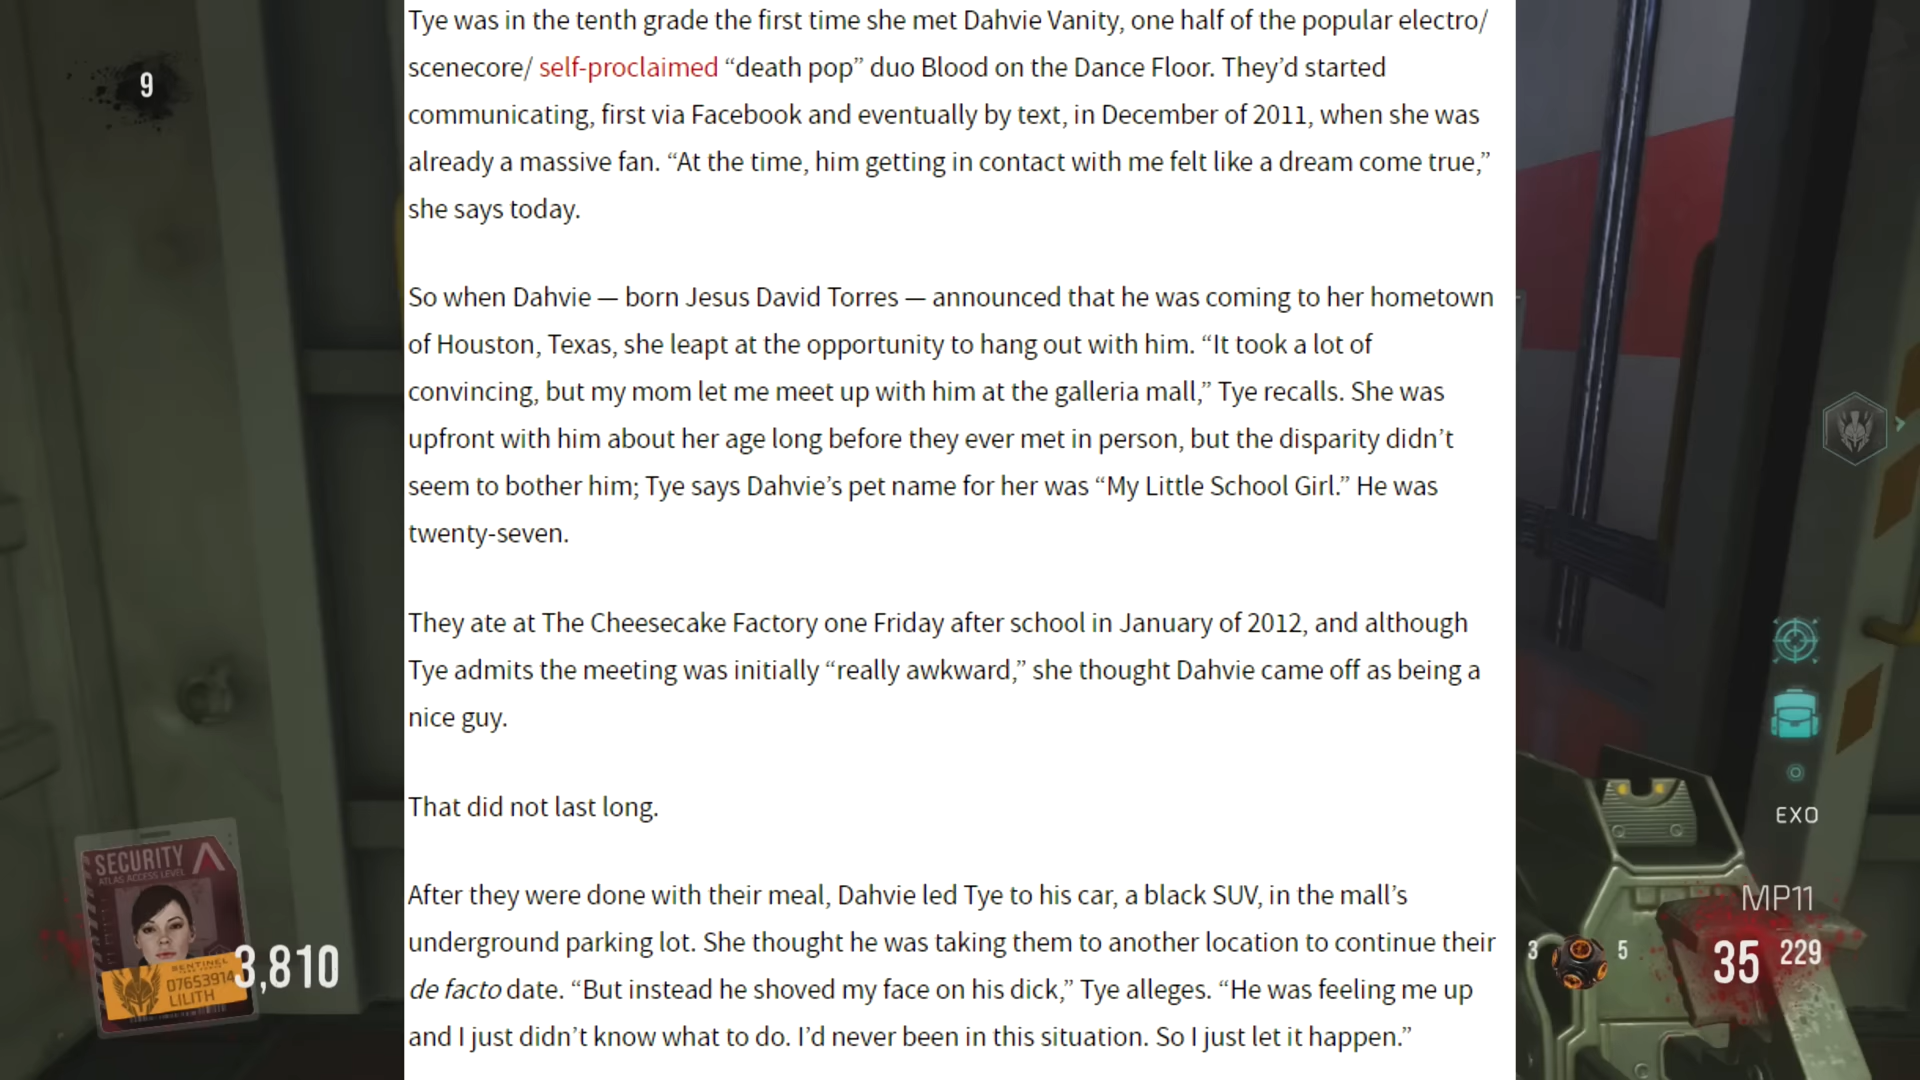 9
Tye was in the tenth grade the first time she met Dahvie Vanity, one half of the popular electro/
scenecore/ self-proclaimed “death pop” duo Blood on the Dance Floor. They’d started
communicating, first via Facebook and eventually by text, in December of 2011, when she was
already a massive fan. “At the time, him getting in contact with me felt like a dream come true,”
she says today.
So when Dahvie — born Jesus David Torres — announced that he was coming to her hometown
of Houston, Texas, she leapt at the opportunity to hang out with him. “It took a lot of
convincing, but my mom let me meet up with him at the galleria mall,” Tye recalls. She was
upfront with him about her age long before they ever met in person, but the disparity didn’t
seem to bother him; Tye says Dahvie’s pet name for her was “My Little School Girl.” He was
twenty-seven.
They ate at The Cheesecake Factory one Friday after school in January of 2012, and although
Tye admits the meeting was initially “really awkward,” she thought Dahvie came off as being a
nice guy.
That did not last long.
After they were done with their meal, Dahvie led Tye to his car, a black SUV, in the mall’s
underground parking lot. She thought he was taking them to another location to continue their
de facto date. “But instead he shoved my face on his dick,” Tye alleges. “He was feeling me up
and I just didn’t know what to do. I’d never been in this situation. So I just let it happen.”
SECURITY
ATLAS ACCESS LEVEL
SENTINEL
07653914
LILITH
3,810
EXO
MP11
3
5
35
229